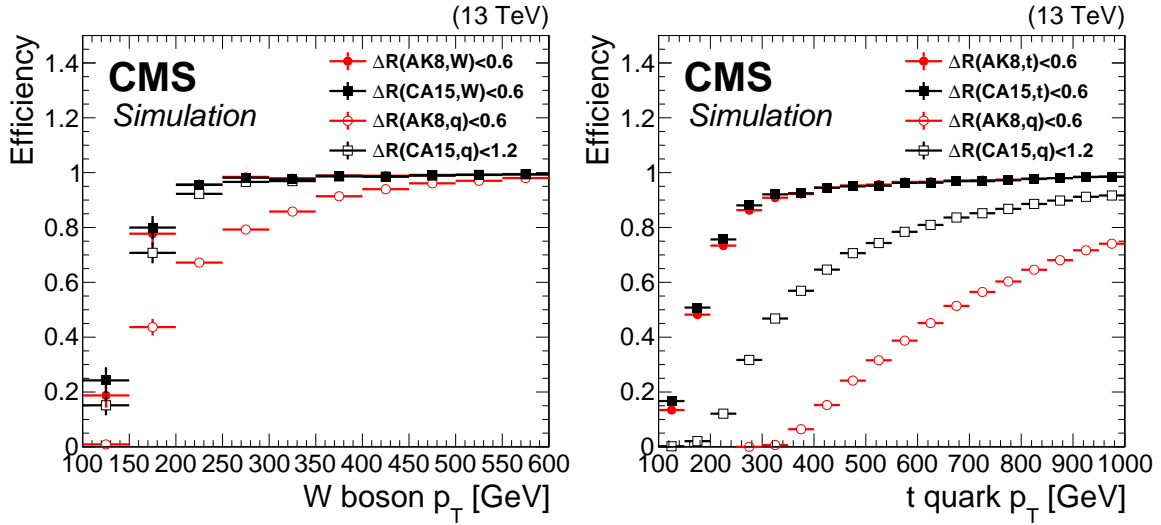 (13 TeV)
Efficiency
1.4
1.2
1
0.8
0.6
0.4
0.2
0
CMS
Simulation
ΔR(AK8,W)<0.6
ΔR(CA15,W)<0.6
ΔR(AK8,q)<0.6
ΔR(CA15,q)<1.2
100 150 200 250 300 350 400 450 500 550 600
W boson p_T [GeV]
(13 TeV)
Efficiency
1.4
1.2
1
0.8
0.6
0.4
0.2
0
CMS
Simulation
ΔR(AK8,t)<0.6
ΔR(CA15,t)<0.6
ΔR(AK8,q)<0.6
ΔR(CA15,q)<1.2
100 200 300 400 500 600 700 800 900 1000
t quark p_T [GeV]